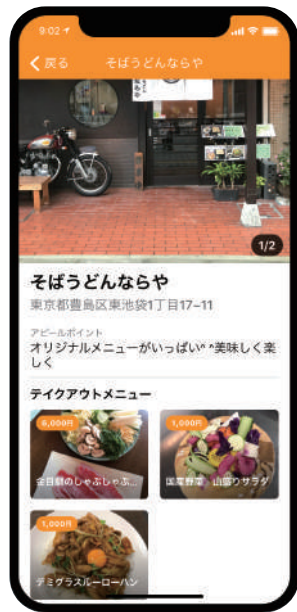 9:02
戻る
そばうどんならや
1/2
そばうどんならや
東京都豊島区東池袋1丁目17-11
アピールポイント
オリジナルメニューがいっぱい^ ^美味しく楽
しく
テイクアウトメニュー
6,000円
金目鯛のしゃぶしゃぶ...
1,000円
国産野菜 山盛りサラダ
1,000円
デミグラスルーローハン